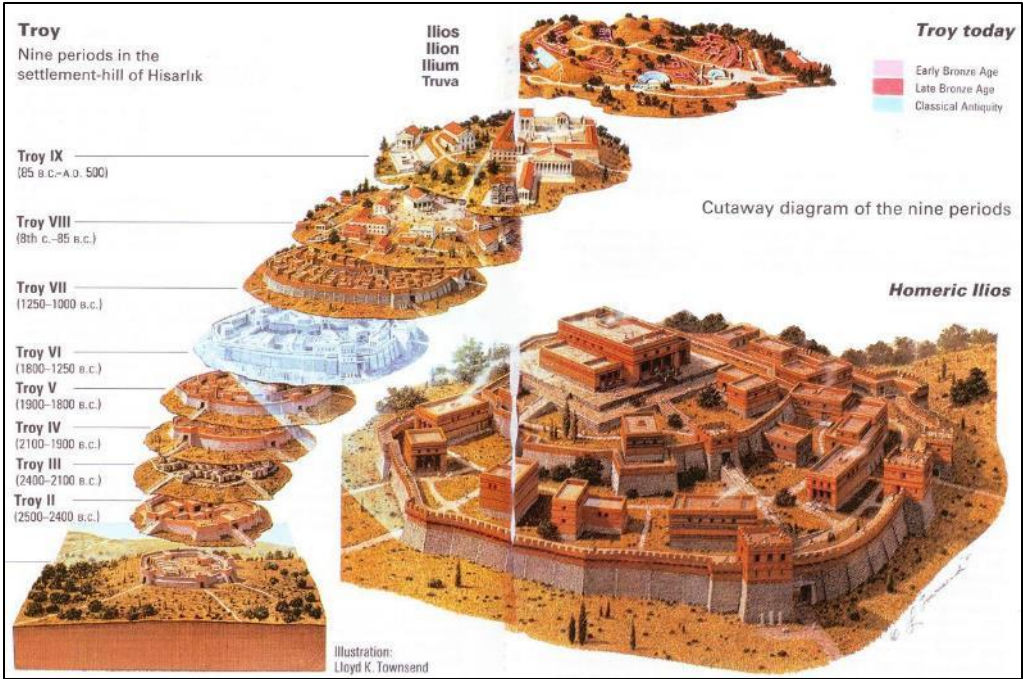 Troy
Nine periods in the
settlement-hill of Hisarlık
Ilios
Ilion
Ilium
Truva
Troy today
Early Bronze Age
Late Bronze Age
Classical Antiquity
Troy IX
(85 B.C.–A.D. 500)
Troy VIII
(8th c.–85 B.C.)
Cutaway diagram of the nine periods
Troy VII
(1250–1000 B.C.)
Homeric Ilios
Troy VI
(1800–1250 B.C.)
Troy V
(1900–1800 B.C.)
Troy IV
(2100–1900 B.C.)
Troy III
(2400–2100 B.C.)
Troy II
(2500–2400 B.C.)
Illustration:
Lloyd K. Townsend